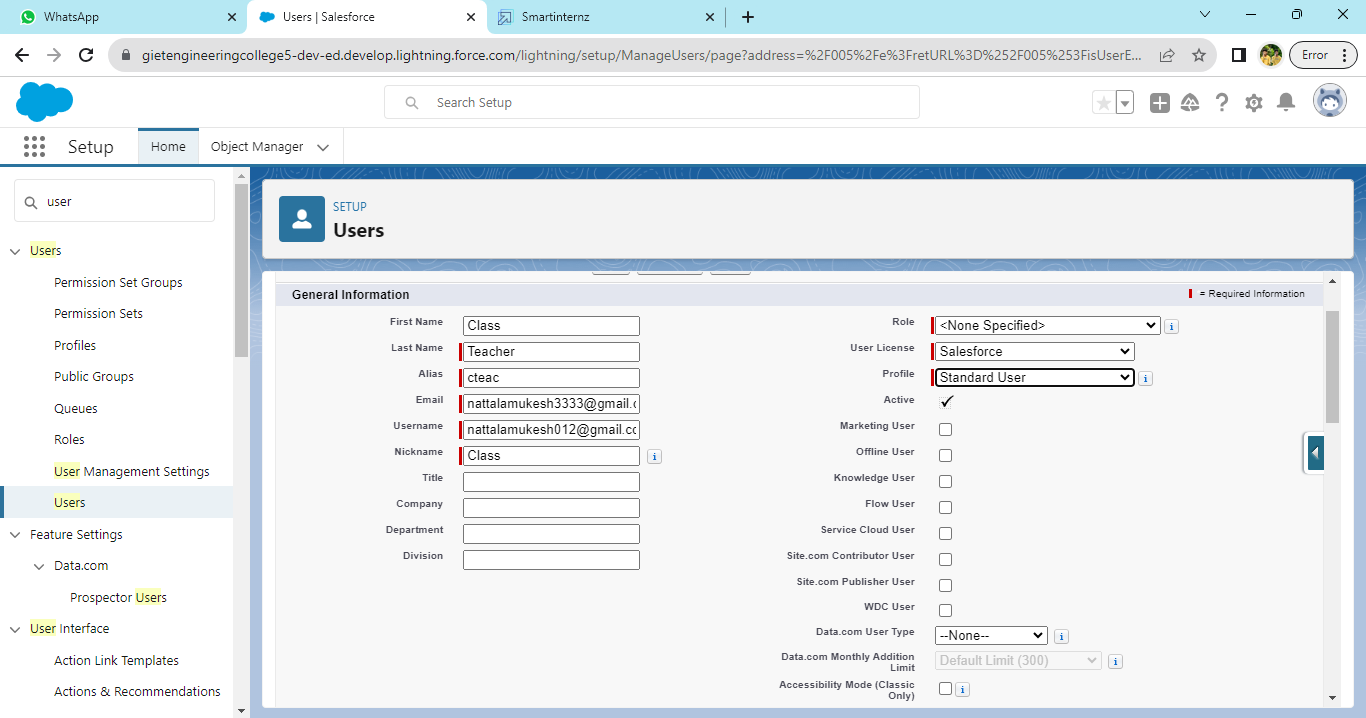 WhatsApp
Users | Salesforce
Smartinternz
gietengineeringcollege5-dev-ed.develop.lightning.force.com/lightning/setup/ManageUsers/page?address=%2F005%2Fe%3FretURL%3D%252F005%253FisUserE...
Error
Search Setup
Setup
Home
Object Manager
user
Users
Permission Set Groups
Permission Sets
Profiles
Public Groups
Queues
Roles
User Management Settings
Users
Feature Settings
Data.com
Prospector Users
User Interface
Action Link Templates
Actions & Recommendations
SETUP
Users
General Information
= Required Information
First Name Class
Last Name Teacher
Alias cteac
Email nattalamukesh3333@gmail.c
Username nattalamukesh012@gmail.co
Nickname Class
Title
Company
Department
Division
Role <None Specified>
User License Salesforce
Profile Standard User
Active
Marketing User
Offline User
Knowledge User
Flow User
Service Cloud User
Site.com Contributor User
Site.com Publisher User
WDC User
Data.com User Type --None--
Data.com Monthly Addition
Limit
Default Limit (300)
Accessibility Mode (Classic
Only)